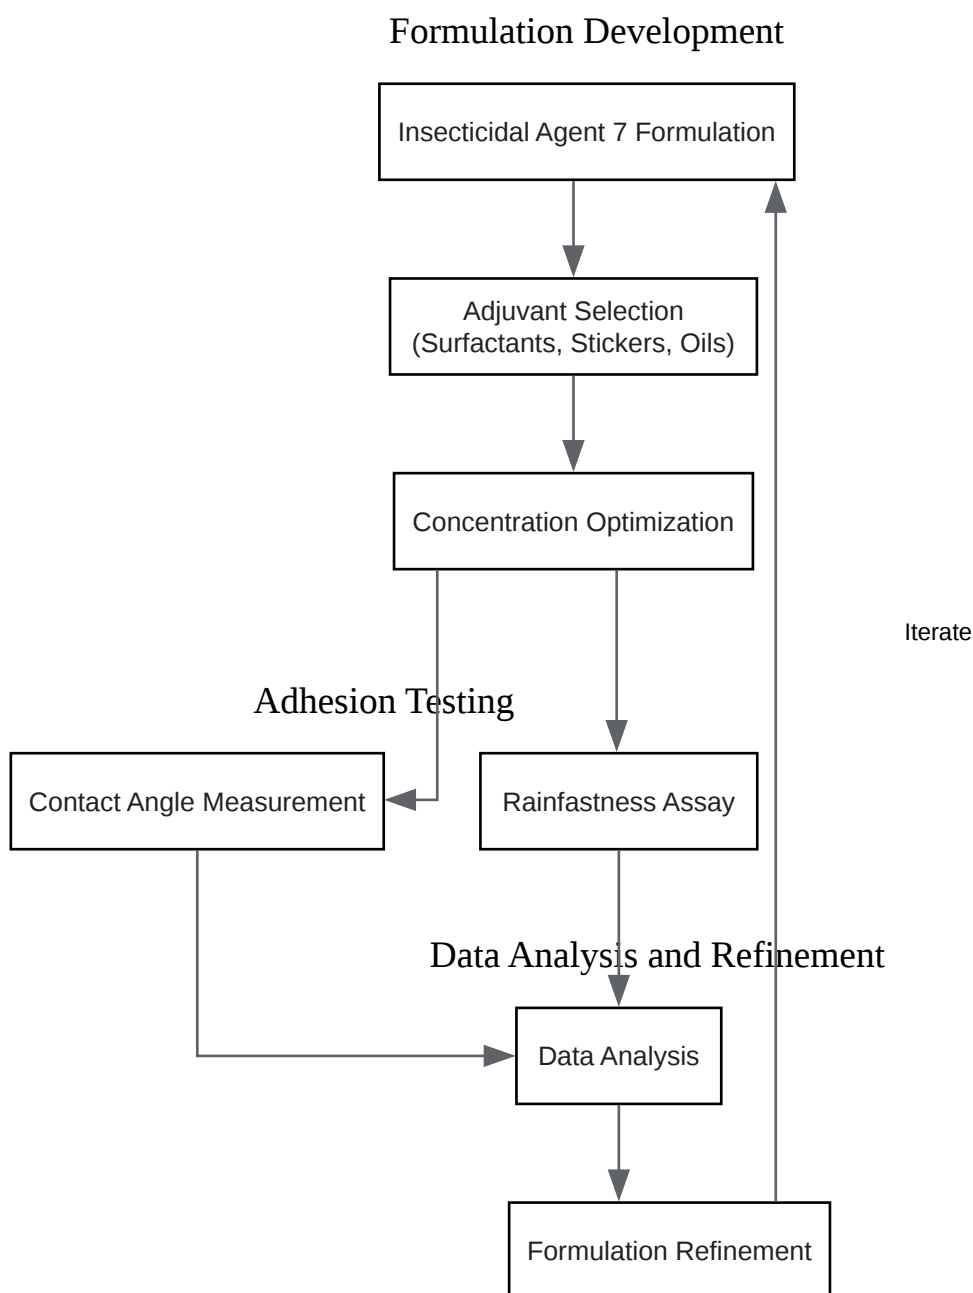 Formulation Development
Insecticidal Agent 7 Formulation
Adjuvant Selection
(Surfactants, Stickers, Oils)
Concentration Optimization
Iterate
Adhesion Testing
Contact Angle Measurement
Rainfastness Assay
Data Analysis and Refinement
Data Analysis
Formulation Refinement